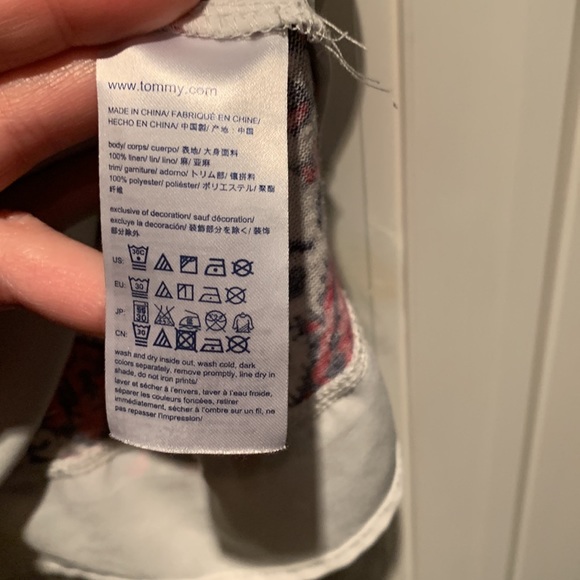 www.tommy.com
MADE IN CHINA/ FABRIQUÉ EN CHINE/
HECHO EN CHINA/ 中国製/ 产地：中国
body/ corps/ cuerpo/ 表地/ 大身面料
100% linen/ lin/ lino/ 麻/ 亚麻
trim/ garniture/ adorno/ トリム部/ 镶拼料
100% polyester/ poliéster/ ポリエステル/ 聚酯
纤维
exclusive of decoration/ sauf décoration/
excluye la decoración/ 装飾部分を除く/ 装饰
部分除外
US:
EU: 30
JP: 30
CN: 30
wash and dry inside out, wash cold, dark
colors separately, remove promptly, line dry in
shade, do not iron prints/
laver et sécher à l'envers, laver à l'eau froide,
séparer les couleurs foncées, retirer
immédiatement, sécher à l'ombre sur un fil, ne
pas repasser l'impression/